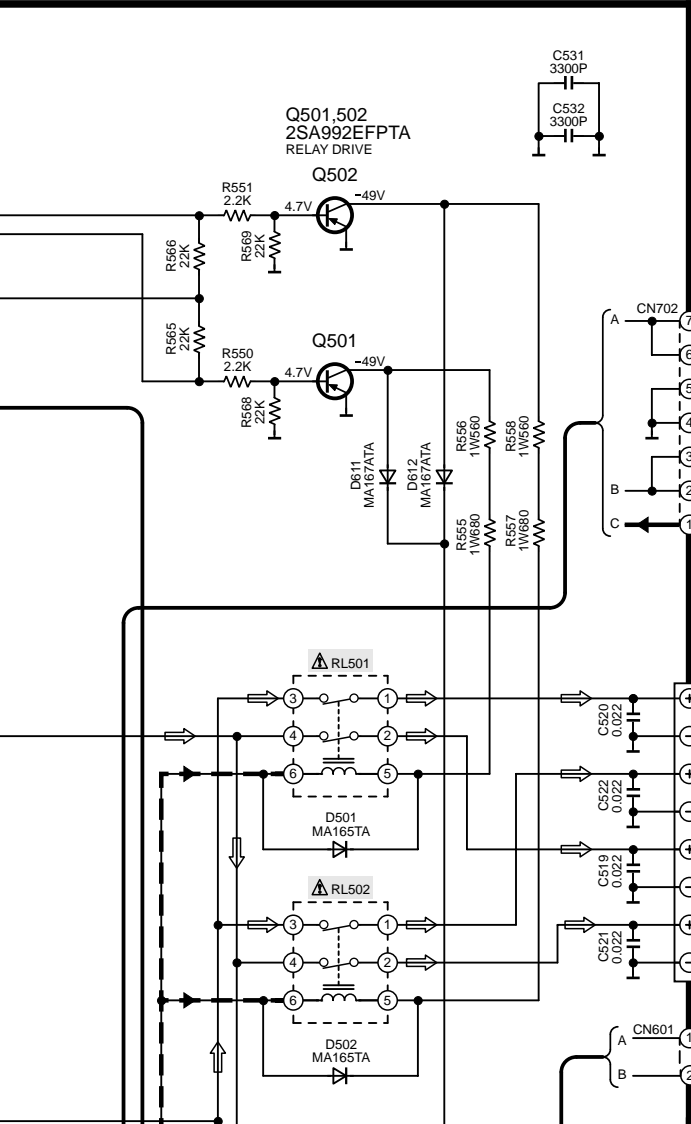 C531
3300P
C532
3300P
Q501,502
2SA992EFPTA
RELAY DRIVE
Q502
R551
2.2K
4.7V
−49V
R566
22K
R569
22K
R565
22K
Q501
R550
2.2K
4.7V
−49V
R568
22K
D611
MA167ATA
D612
MA167ATA
R556
1W560
R558
1W560
R555
1W680
R557
1W680
A
CN702
7
6
5
4
3
B
2
C
1
RL501
3
1
4
2
6
5
D501
MA165TA
C520
0.022
C522
0.022
C519
0.022
C521
0.022
+
−
+
−
+
−
+
−
RL502
3
1
4
2
6
5
D502
MA165TA
A
CN601
1
B
2